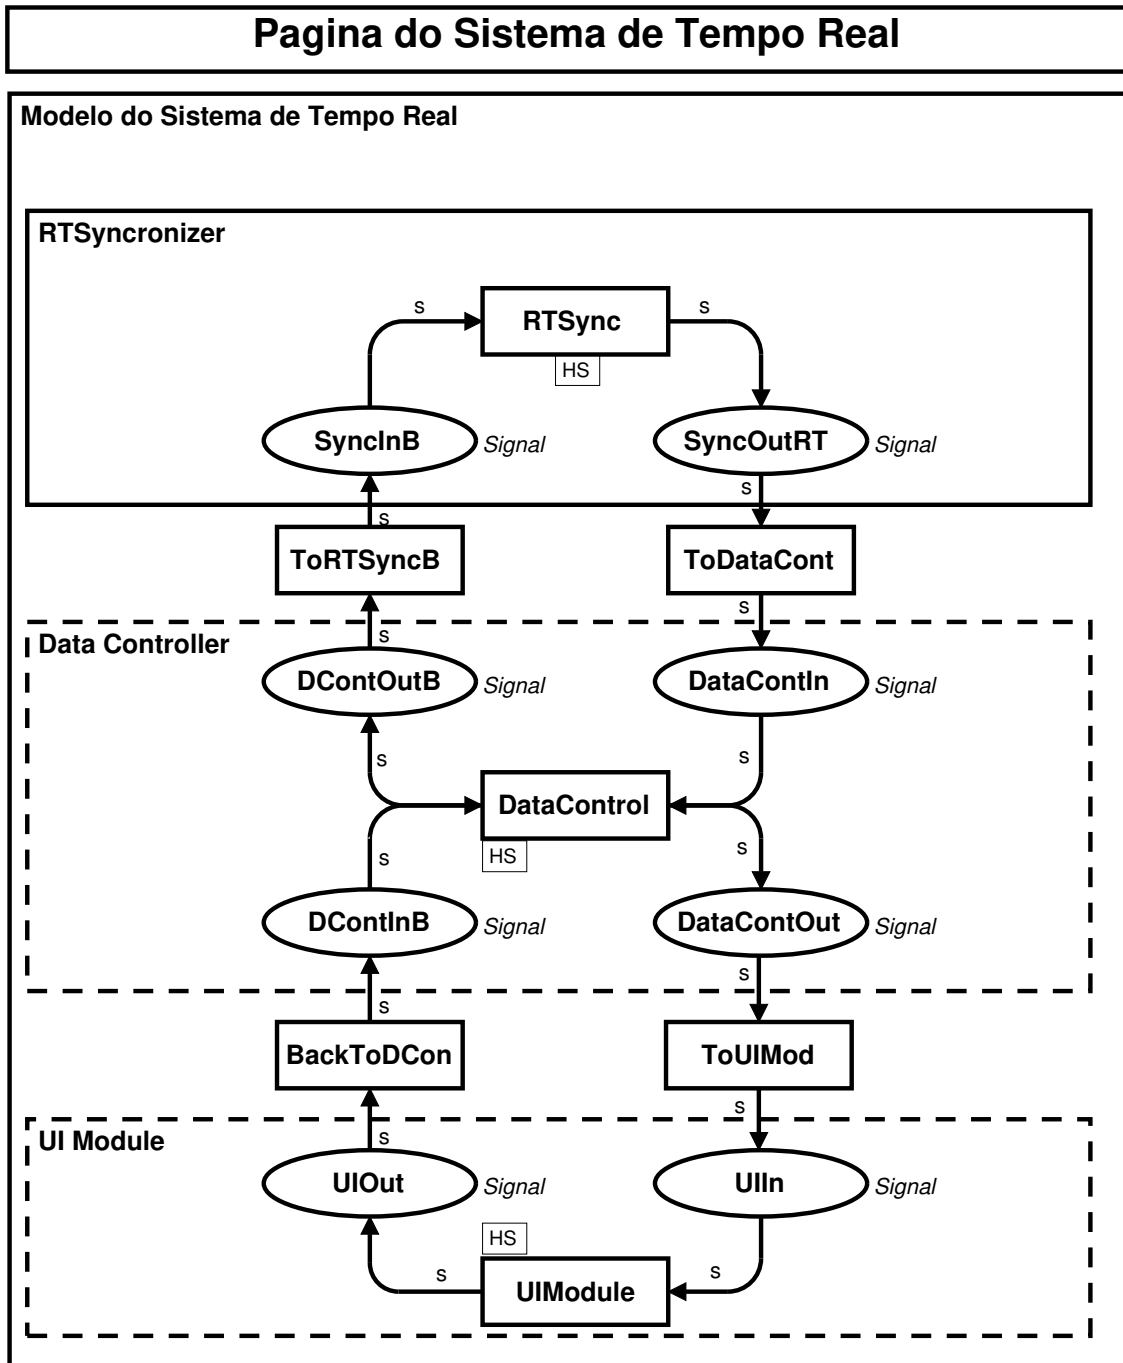 Pagina do Sistema de Tempo Real
Modelo do Sistema de Tempo Real
RTSyncronizer
s
RTSync
s
HS
SyncInB
Signal
SyncOutRT
Signal
s
s
ToRTSyncB
ToDataCont
s
s
Data Controller
DContOutB
Signal
DataContIn
Signal
s
s
DataControl
HS
s
s
DContInB
Signal
DataContOut
Signal
s
s
BackToDCon
ToUIMod
s
s
UI Module
UIOut
Signal
UIIn
Signal
HS
s
s
UIModule